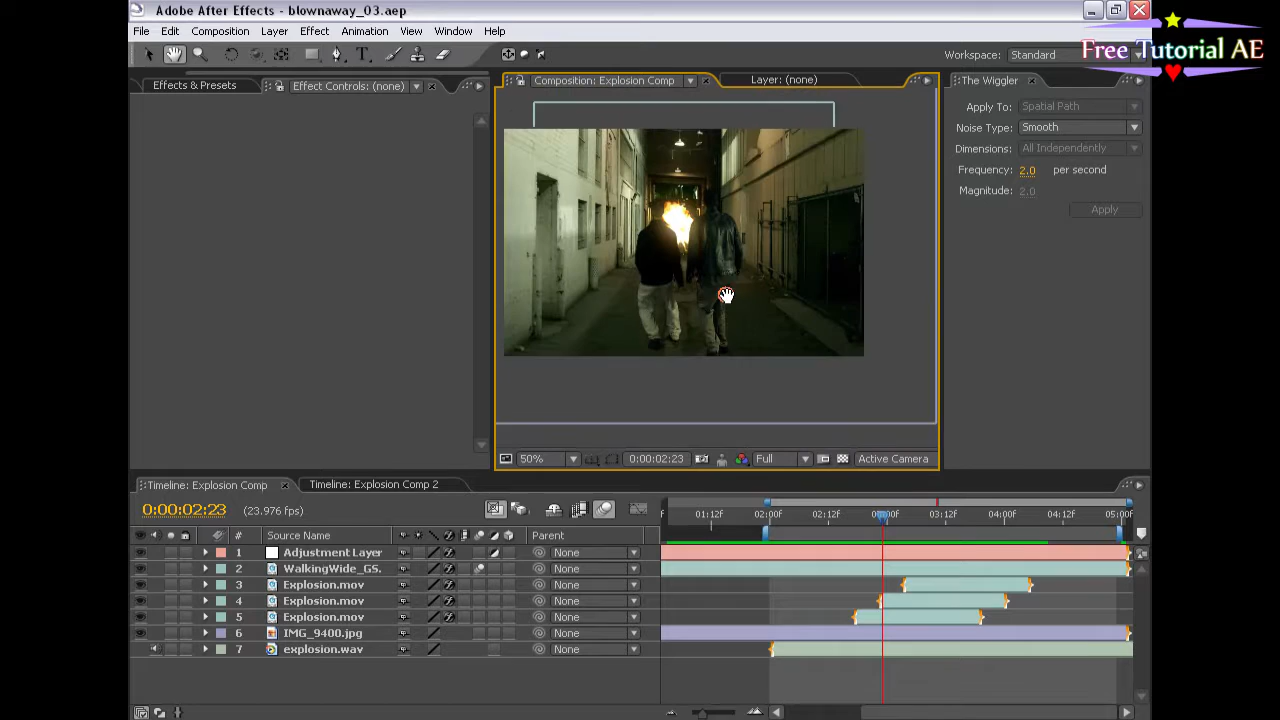 Adobe After Effects - blownaway_03.aep
File Edit Composition Layer Effect Animation View Window Help
Workspace: Standard
Free Tutorial AE
Effects & Presets
Effect Controls: (none)
Composition: Explosion Comp
Layer: (none)
The Wiggler
Apply To: Spatial Path
Noise Type: Smooth
Dimensions: All Independently
Frequency: 2.0 per second
Magnitude: 2.0
Apply
50%
0:00:02:23
Full
Active Camera
Timeline: Explosion Comp
Timeline: Explosion Comp 2
0:00:02:23 (23.976 fps)
01:12F 02:00F 02:12F 03:12F 04:00F 04:12F 05:00F
# Source Name Parent
1 Adjustment Layer None
2 WalkingWide_GS. None
3 Explosion.mov None
4 Explosion.mov None
5 Explosion.mov None
6 IMG_9400.jpg None
7 explosion.wav None